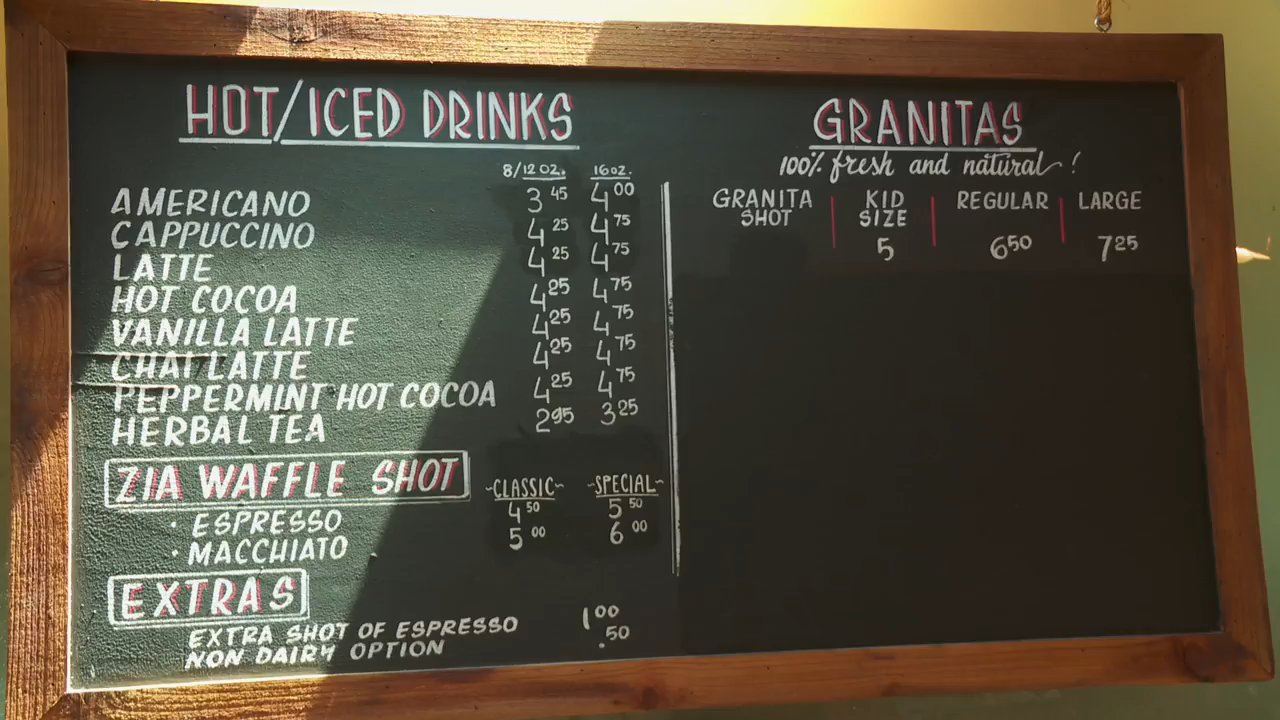 HOT/ICED DRINKS
8/12 OZ. 16 OZ.
AMERICANO 3 45 4 00
CAPPUCCINO 4 25 4 75
LATTE 4 25 4 75
HOT COCOA 4 25 4 75
VANILLA LATTE 4 25 4 75
CHAI LATTE 4 25 4 75
PEPPERMINT HOT COCOA 4 25 4 75
HERBAL TEA 2 95 3 25
ZIA WAFFLE SHOT
~CLASSIC~ ~SPECIAL~
· ESPRESSO 4 50 5 50
· MACCHIATO 5 00 6 00
EXTRAS
EXTRA SHOT OF ESPRESSO 1 00
NON DAIRY OPTION .50
GRANITAS
100% fresh and natural!
GRANITA SHOT KID SIZE REGULAR LARGE
5 6 50 7 25